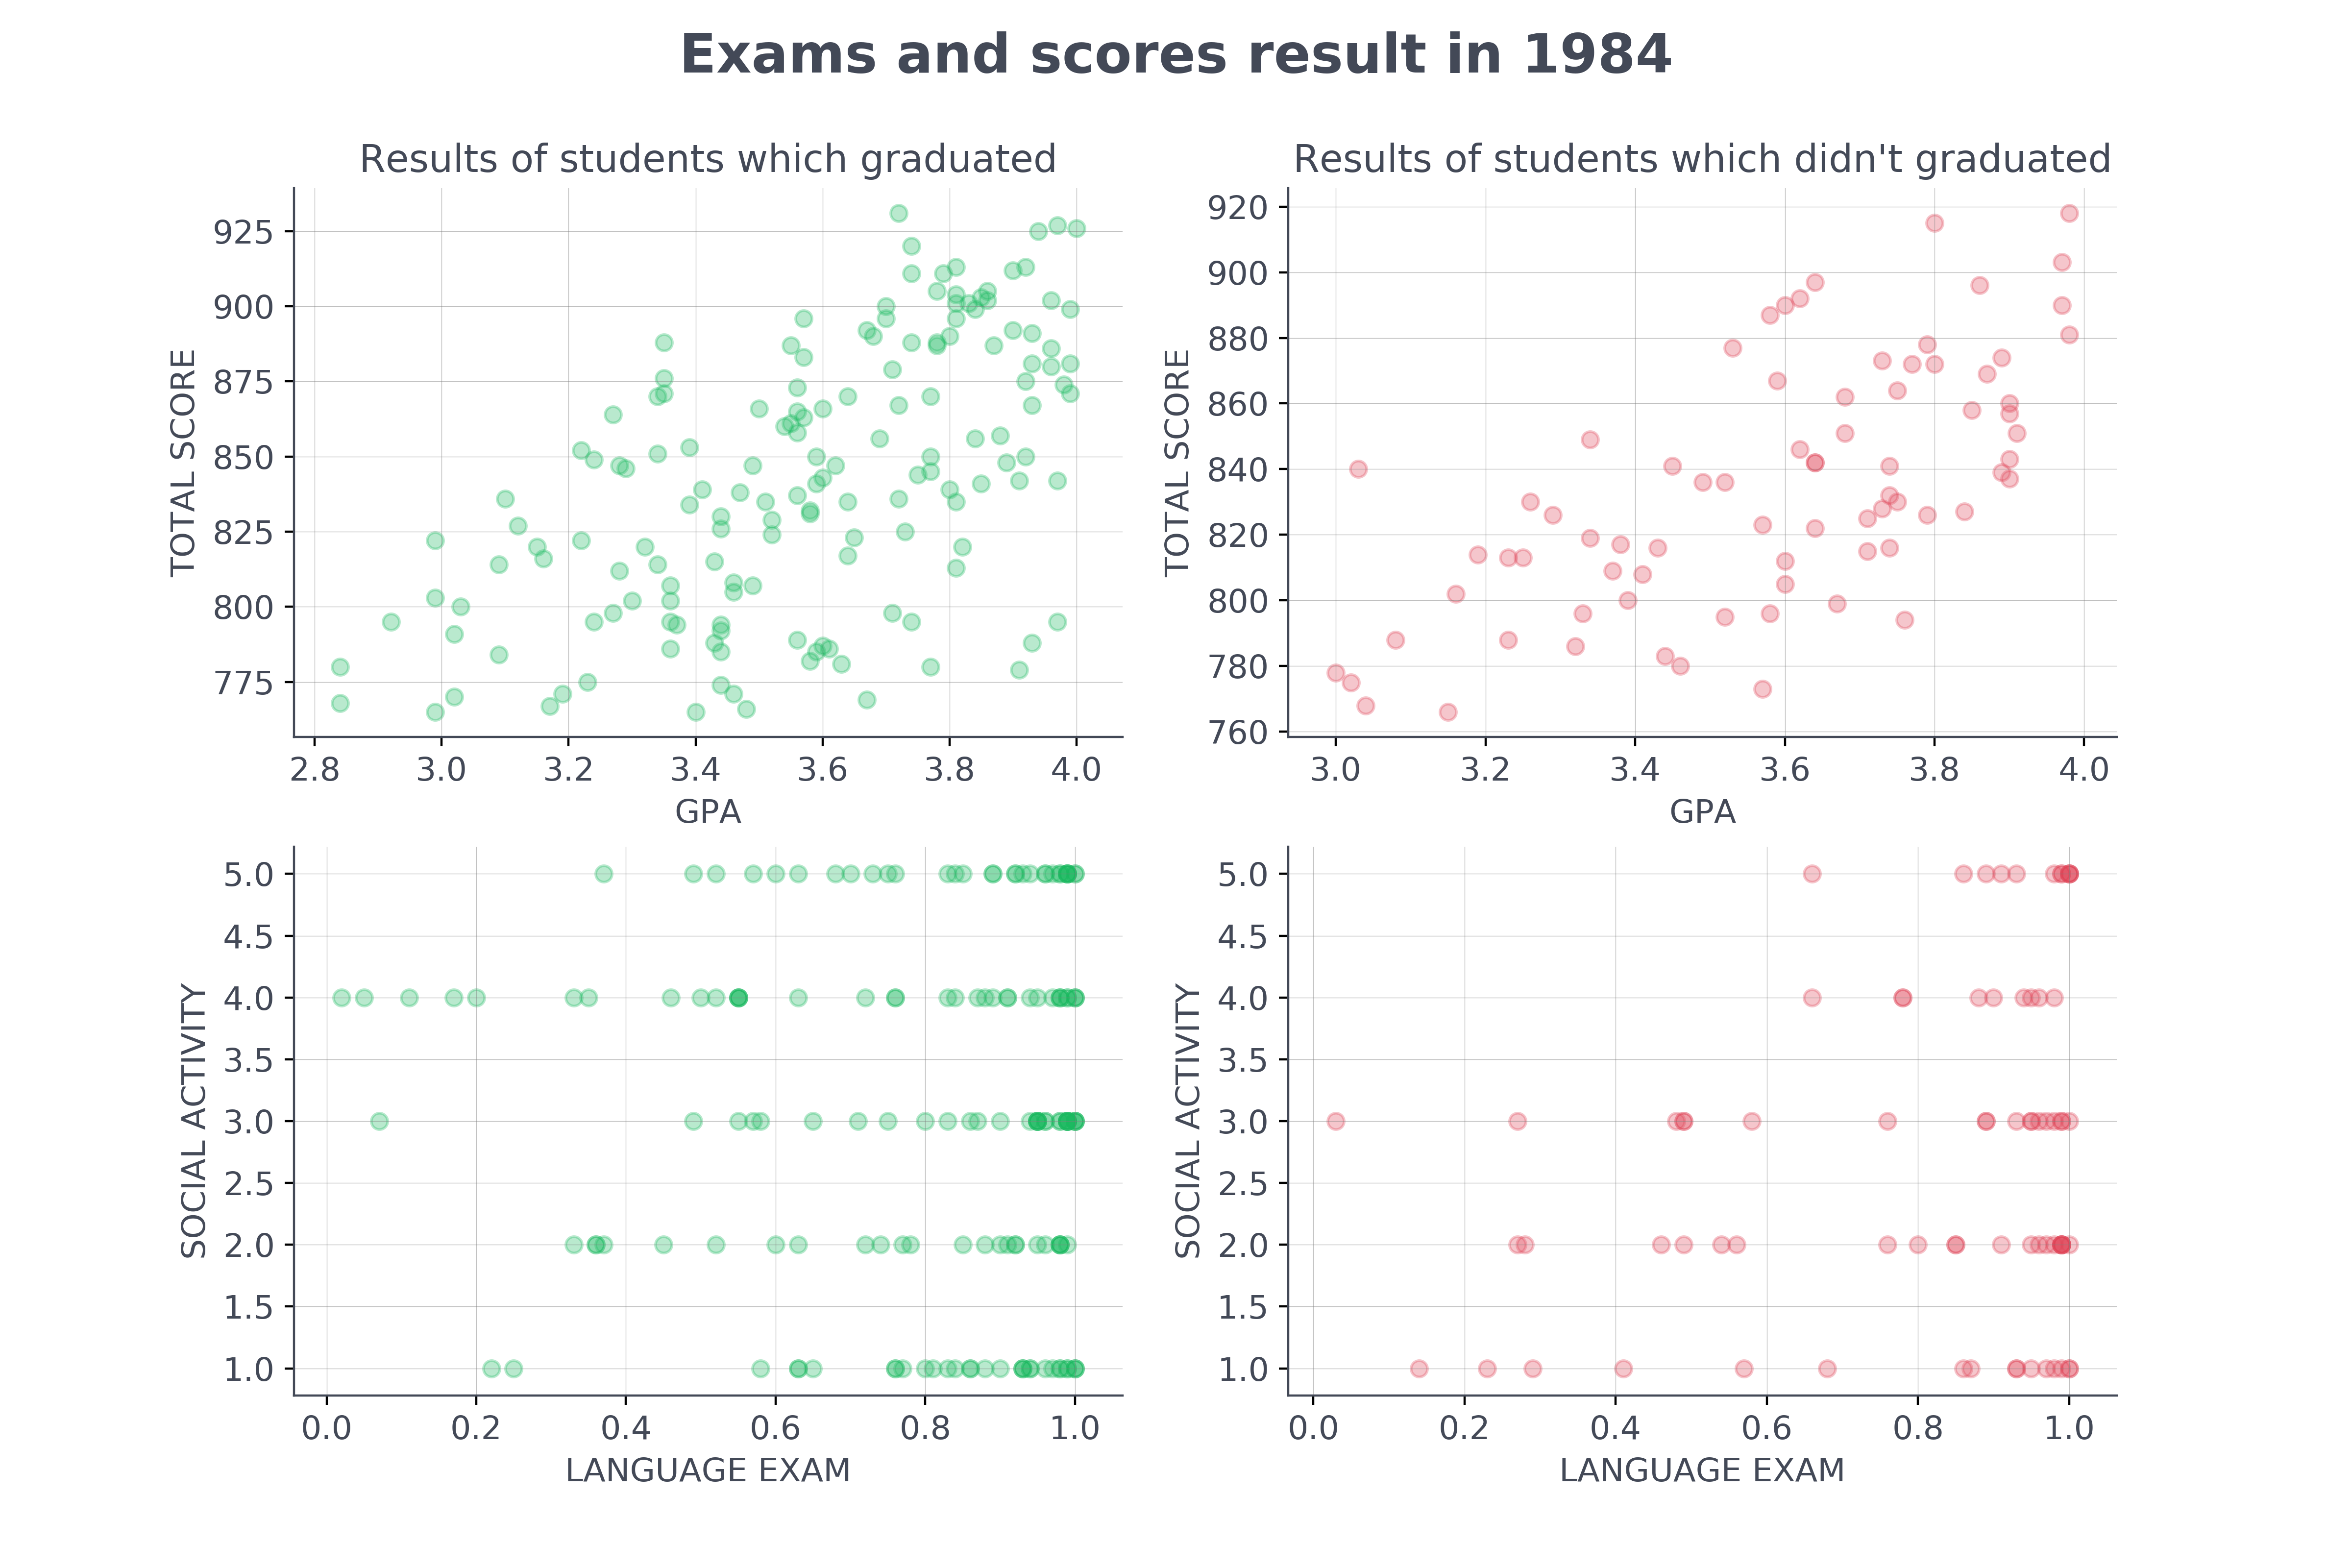 Exams and scores result in 1984
Results of students which graduated
925
900
875
850
825
800
775
TOTAL SCORE
2.8 3.0 3.2 3.4 3.6 3.8 4.0
GPA
Results of students which didn't graduated
920
900
880
860
840
820
800
780
760
TOTAL SCORE
3.0 3.2 3.4 3.6 3.8 4.0
GPA
5.0
4.5
4.0
3.5
3.0
2.5
2.0
1.5
1.0
SOCIAL ACTIVITY
0.0 0.2 0.4 0.6 0.8 1.0
LANGUAGE EXAM
5.0
4.5
4.0
3.5
3.0
2.5
2.0
1.5
1.0
SOCIAL ACTIVITY
0.0 0.2 0.4 0.6 0.8 1.0
LANGUAGE EXAM